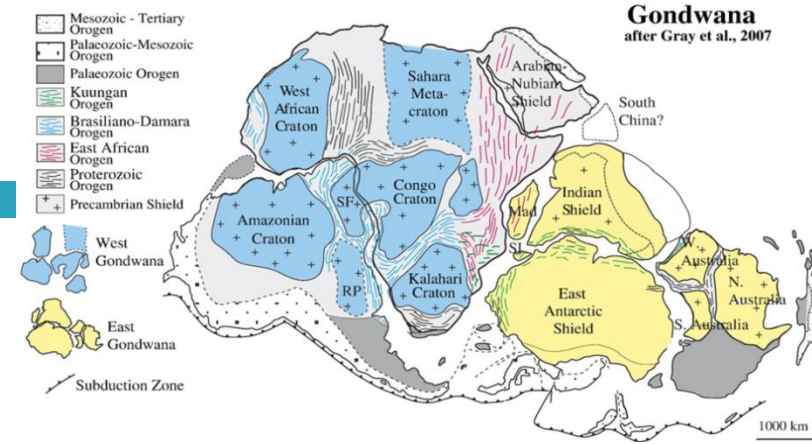 Gondwana
after Gray et al., 2007
Mesozoic - Tertiary
Orogen
Palaeozoic-Mesozoic
Orogen
Palaeozoic Orogen
Kuungan
Orogen
Brasiliano-Damara
Orogen
East African
Orogen
Proterozoic
Orogen
Precambrian Shield
West
Gondwana
East
Gondwana
Subduction Zone
West
African
Craton
Sahara
Meta-
craton
Arabian-
Nubian
Shield
South
China?
Amazonian
Craton
SF
Congo
Craton
RP
Kalahari
Craton
Mad
SL
Indian
Shield
East
Antarctic
Shield
W.
Australia
N.
Australia
S. Australia
1000 km